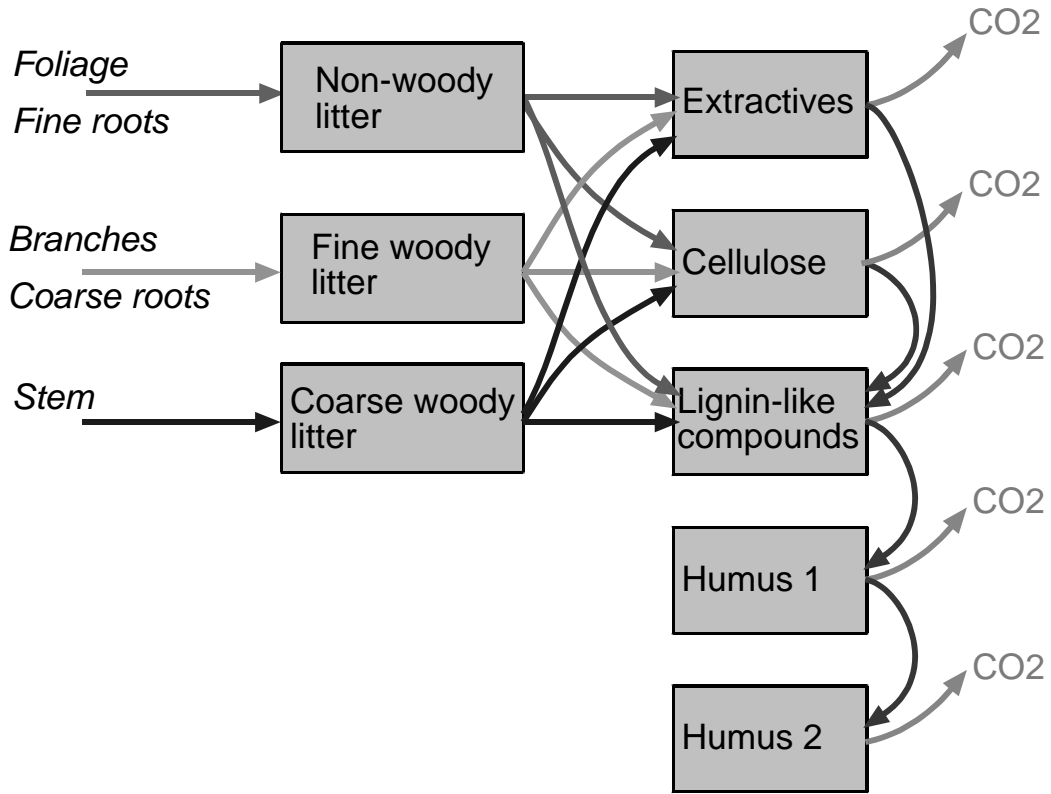 Foliage
Fine roots
Branches
Coarse roots
Stem
Non-woody
litter
Fine woody
litter
Coarse woody
litter
Extractives
Cellulose
Lignin-like
compounds
Humus 1
Humus 2
CO2
CO2
CO2
CO2
CO2